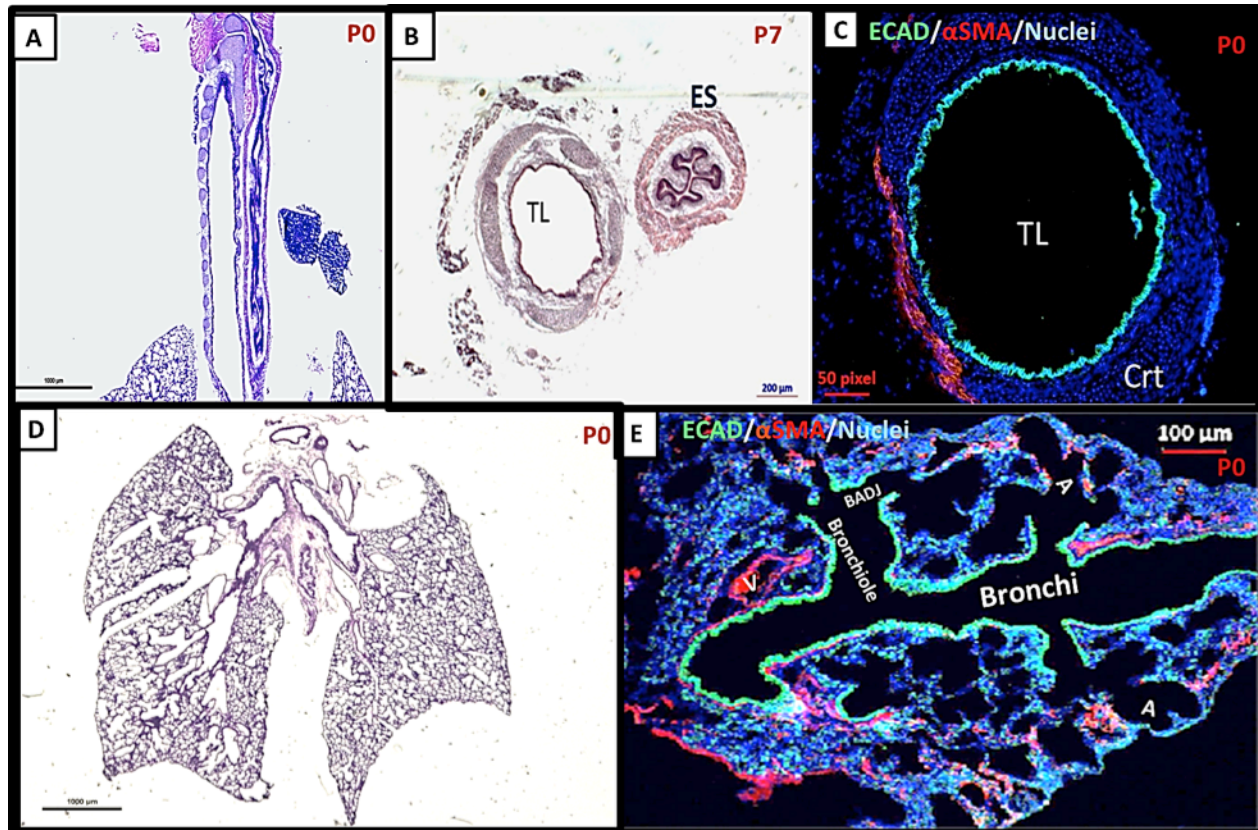 A
P0
1000 µm
B
P7
ES
TL
200 µm
C
ECAD/αSMA/Nuclei
P0
TL
Crt
50 pixel
D
P0
1000 µm
E
ECAD/αSMA/Nuclei
100 µm
P0
BADJ
A
Bronchiole
V
Bronchi
A